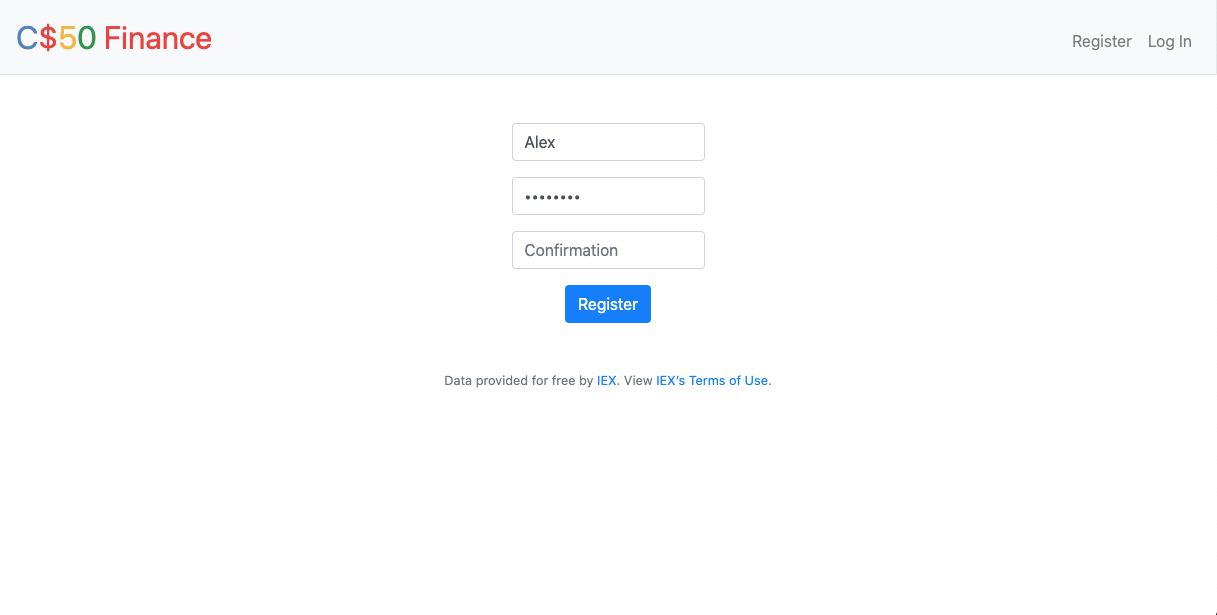 C$50 Finance
Register Log In
Alex
••••••••
Confirmation
Register
Data provided for free by IEX. View IEX’s Terms of Use.